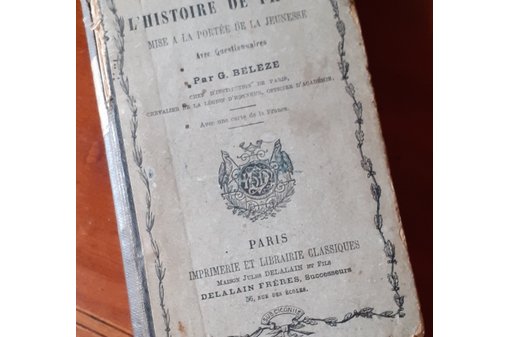 L'HISTOIRE DE
MISE A LA PORTÉE DE LA JEUNESSE
Avec Questionnaires
Par G. BELÈZE
CHEF D'INSTITUTION DE PARIS,
CHEVALIER DE LA LÉGION D'HONNEUR, OFFICIER D'ACADÉMIE,
Avec une carte de la France.
PARIS
IMPRIMERIE ET LIBRAIRIE CLASSIQUES
MAISON JULES DELALAIN ET FILS
DELALAIN FRÈRES, Successeurs
56, RUE DES ÉCOLES.